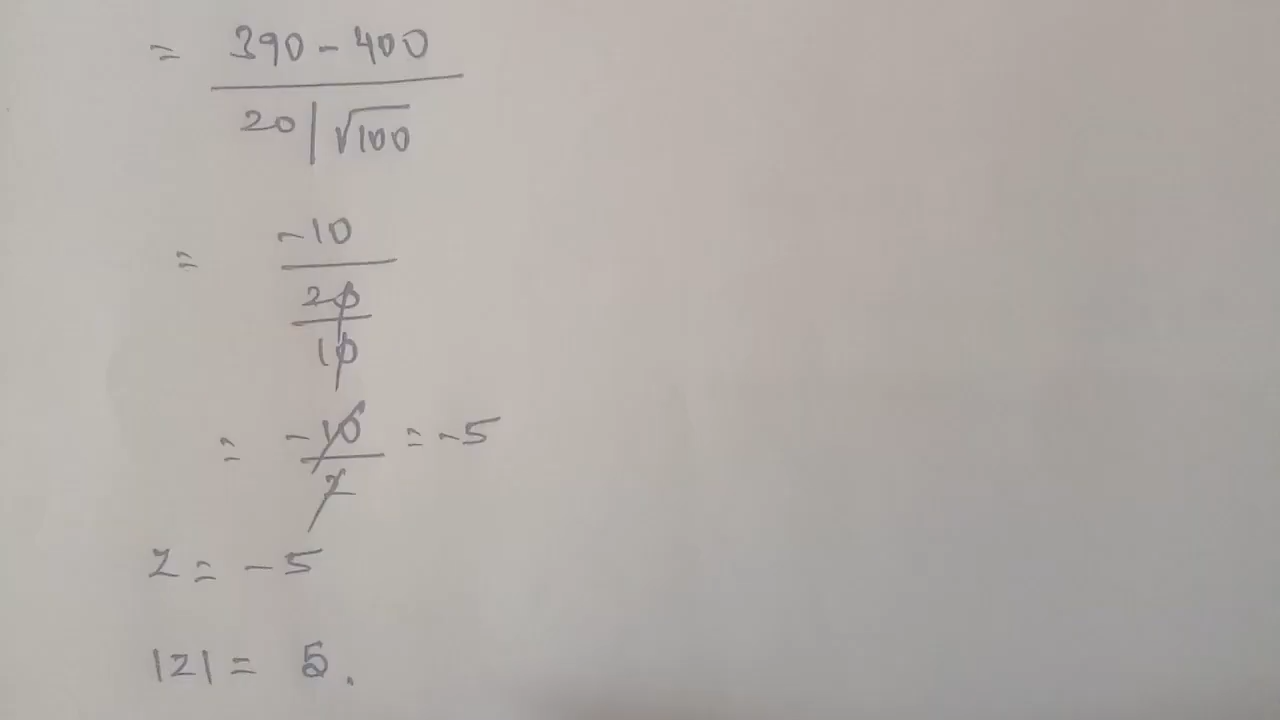 = 390 - 400
20 | √100
= -10
20
10
= -10 = -5
2
Z = -5
|Z| = 5.